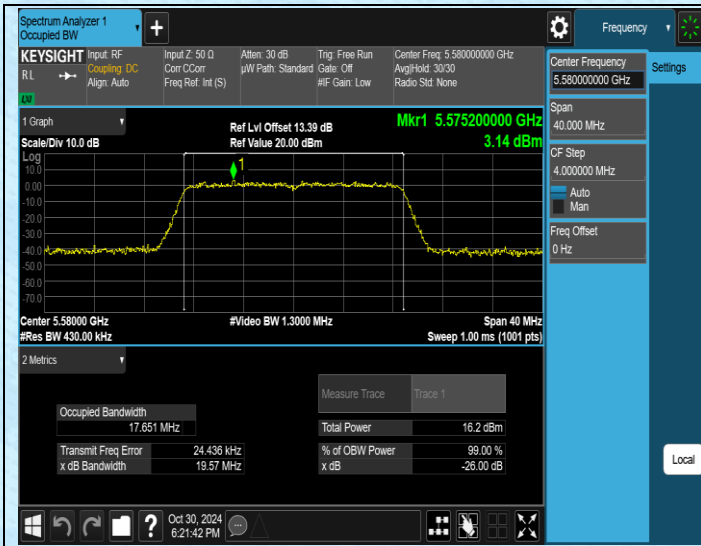 Spectrum Analyzer 1
Occupied BW
+
Frequency
KEYSIGHT
RL
LXI
Input: RF
Coupling: DC
Align: Auto
Input Z: 50 Ω
Corr CCorr
Freq Ref: Int (S)
Atten: 30 dB
µW Path: Standard
Trig: Free Run
Gate: Off
#IF Gain: Low
Center Freq: 5.580000000 GHz
Avg|Hold: 30/30
Radio Std: None
Center Frequency
5.580000000 GHz
Settings
Span
40.000 MHz
CF Step
4.000000 MHz
Auto
Man
Freq Offset
0 Hz
Local
1 Graph
Scale/Div 10.0 dB
Ref Lvl Offset 13.39 dB
Ref Value 20.00 dBm
Mkr1 5.575200000 GHz
3.14 dBm
Log
10.0
0.00
-10.0
-20.0
-30.0
-40.0
-50.0
-60.0
-70.0
1
Center 5.58000 GHz
#Video BW 1.3000 MHz
Span 40 MHz
#Res BW 430.00 kHz
Sweep 1.00 ms (1001 pts)
2 Metrics
Measure Trace
Trace 1
Occupied Bandwidth
17.651 MHz
Total Power
16.2 dBm
Transmit Freq Error
24.436 kHz
% of OBW Power
99.00 %
x dB Bandwidth
19.57 MHz
x dB
-26.00 dB
?
Oct 30, 2024
6:21:42 PM